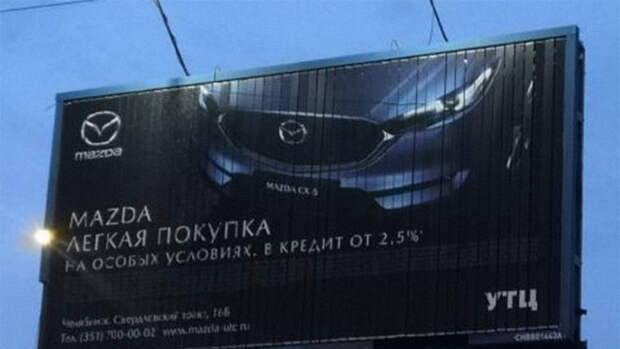 mazda
MAZDA CX-5
MAZDA
ЛЕГКАЯ ПОКУПКА
НА ОСОБЫХ УСЛОВИЯХ. В КРЕДИТ ОТ 2,5%*
УТЦ
Челябинск, Свердловский тракт, 16Б
Тел. (351) 700-00-02 www.mazda-utc.ru